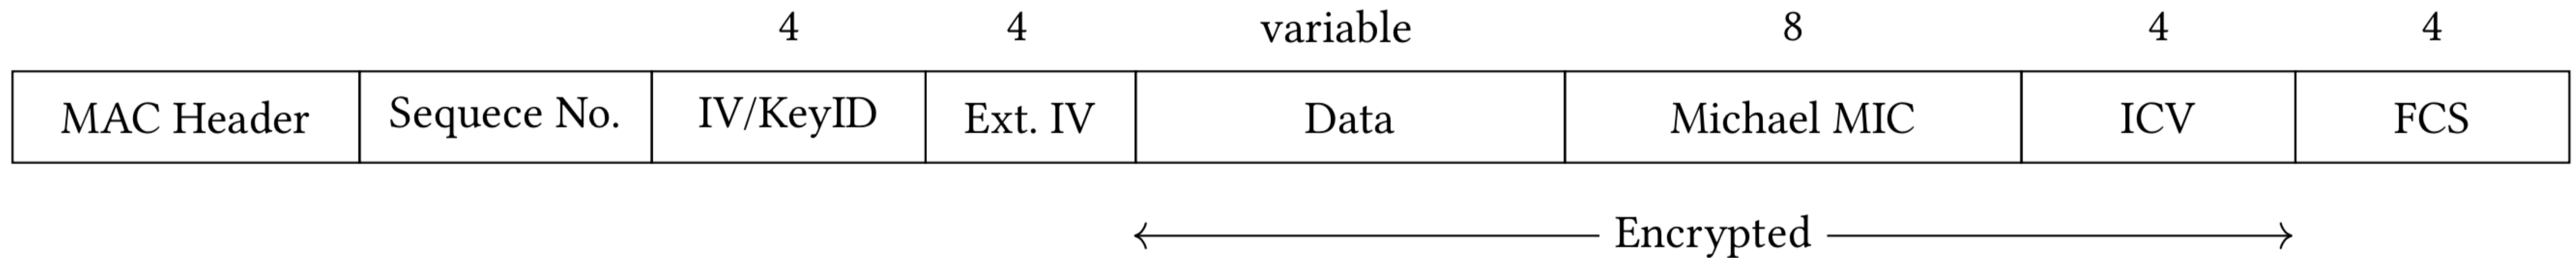 4 4 variable 8 4 4
MAC Header Sequece No. IV/KeyID Ext. IV Data Michael MIC ICV FCS
Encrypted